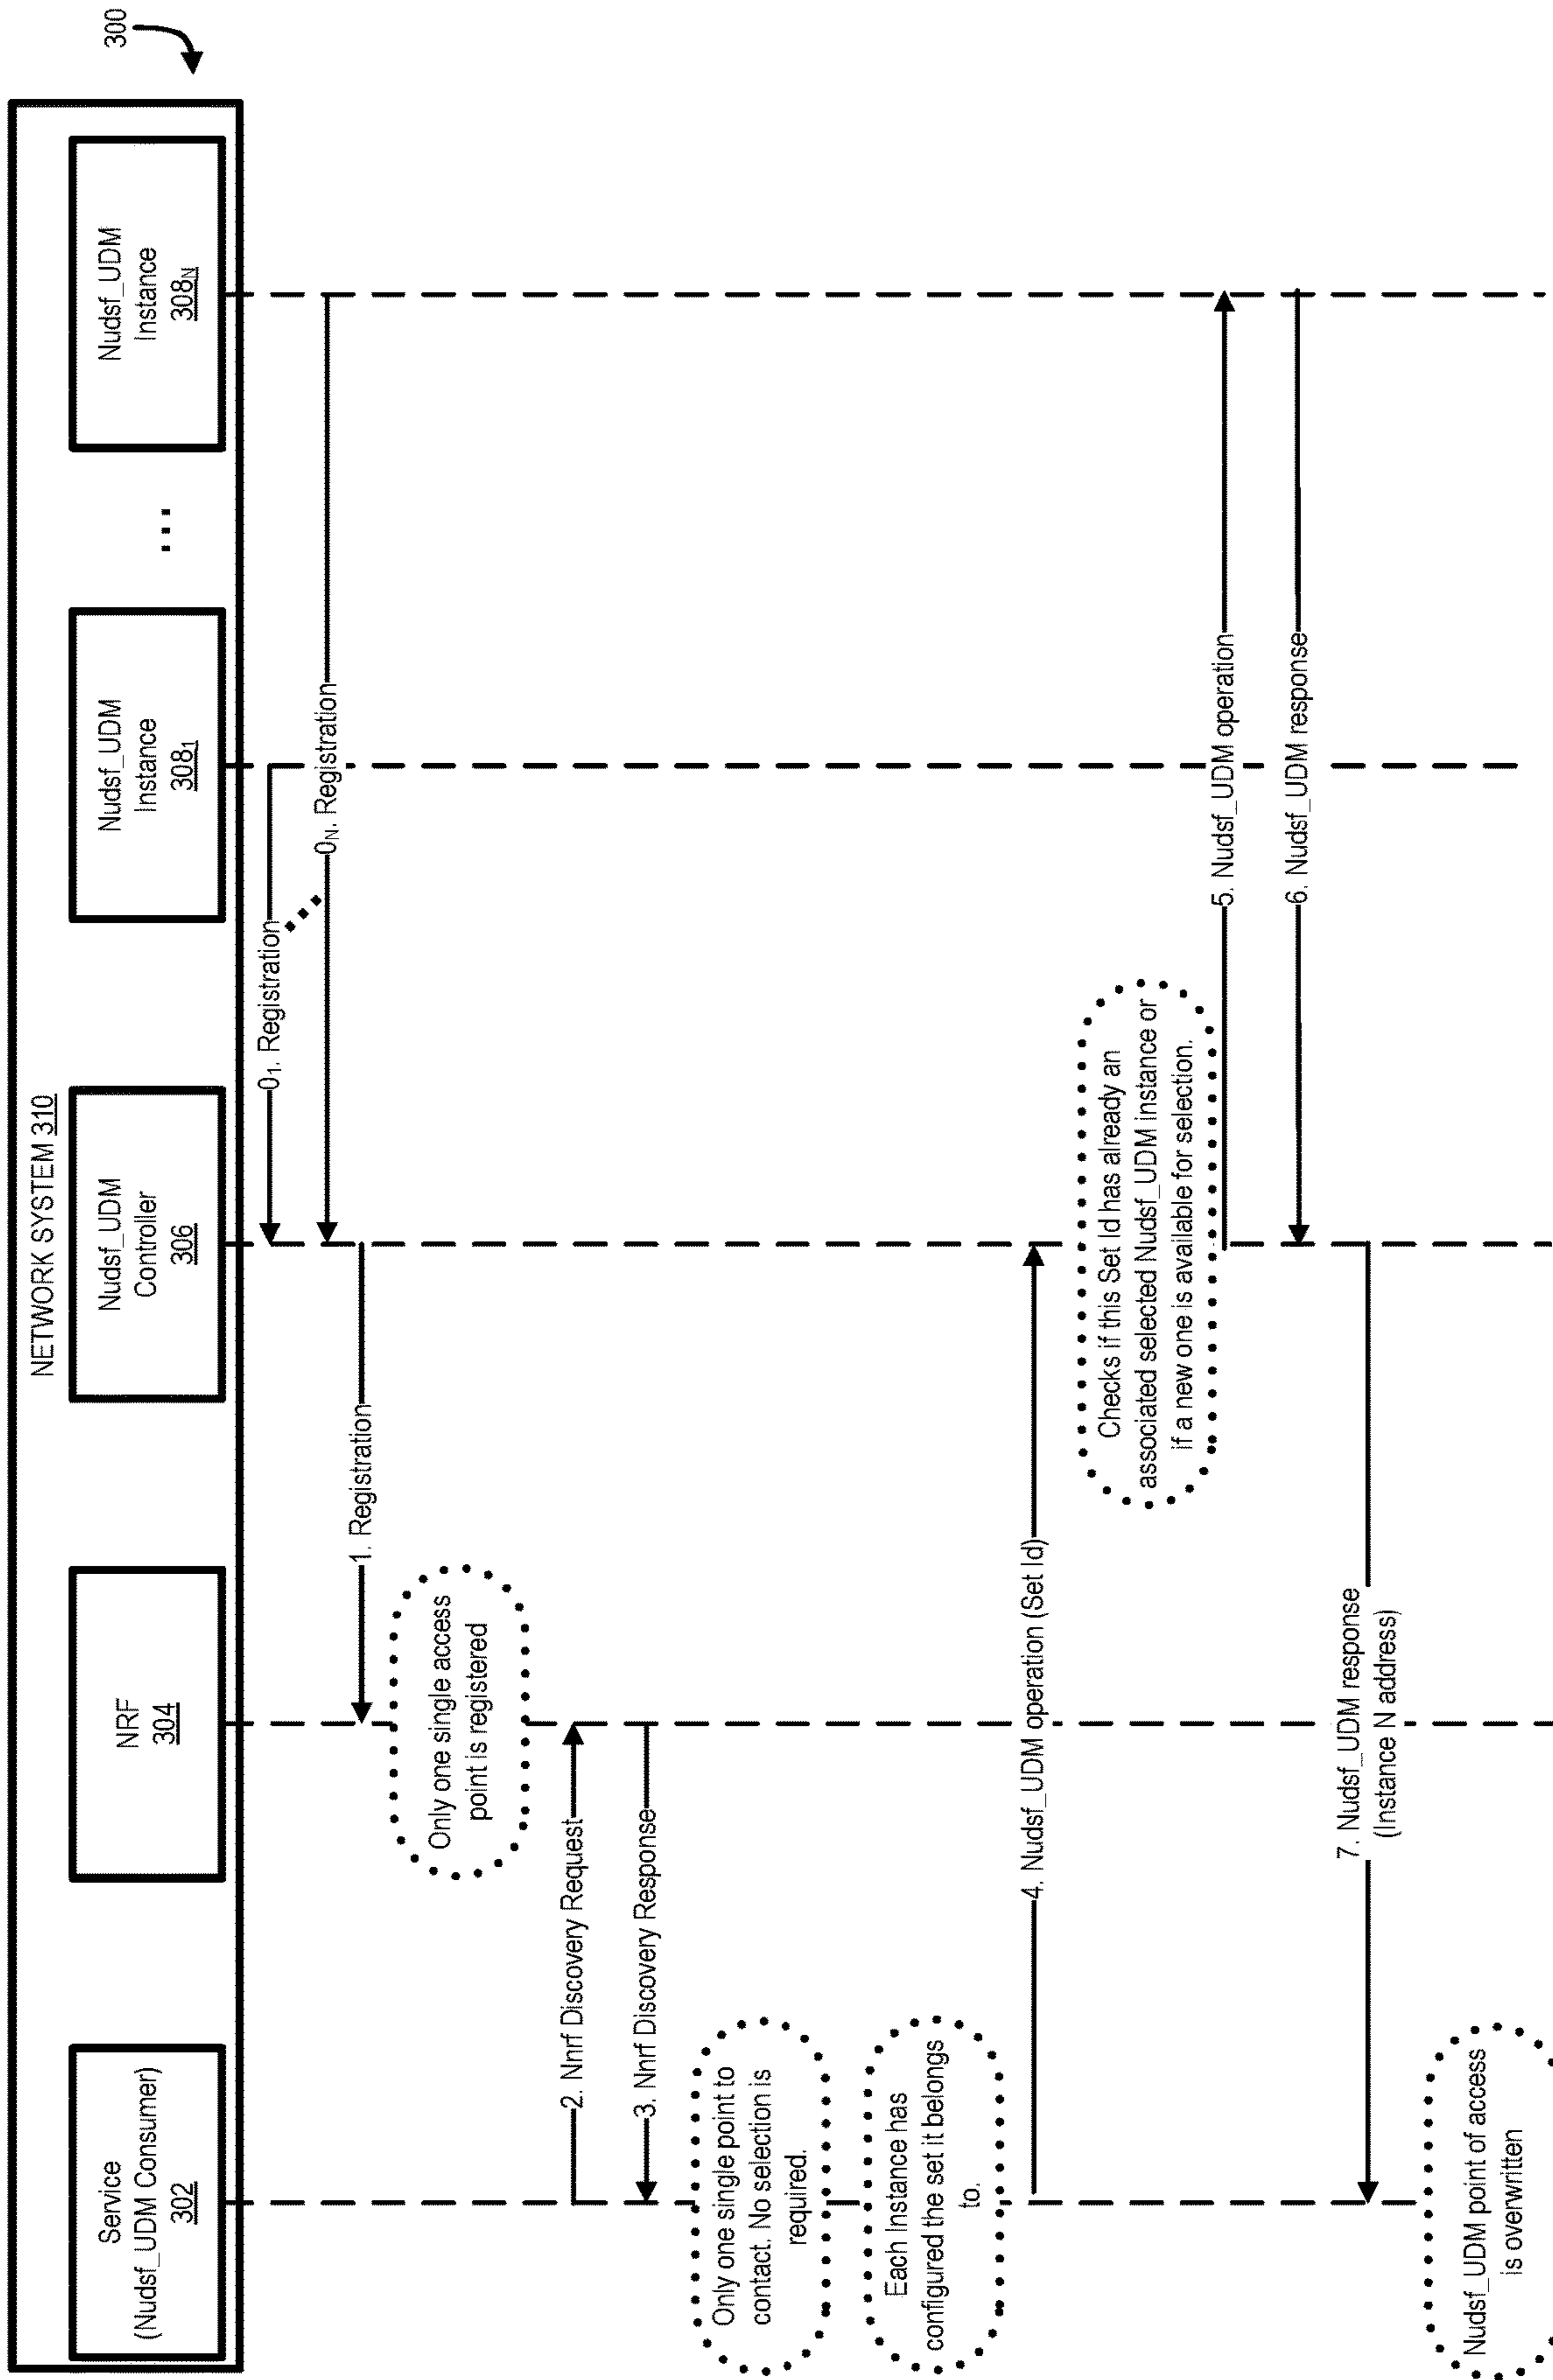 300
NETWORK SYSTEM 310
Service
(Nudsf_UDM Consumer)
302
NRF
304
Nudsf_UDM
Controller
306
Nudsf_UDM
Instance
308₁
...
Nudsf_UDM
Instance
308N
0₁. Registration
0N. Registration
1. Registration
Only one single access
point is registered
2. Nnrf Discovery Request
3. Nnrf Discovery Response
Only one single point to
contact. No selection is
required.
Each Instance has
configured the set it belongs
to.
4. Nudsf_UDM operation (Set Id)
Checks if this Set Id has already an
associated selected Nudsf_UDM instance or
if a new one is available for selection.
5. Nudsf_UDM operation
6. Nudsf_UDM response
7. Nudsf_UDM response
(Instance N address)
Nudsf_UDM point of access
is overwritten